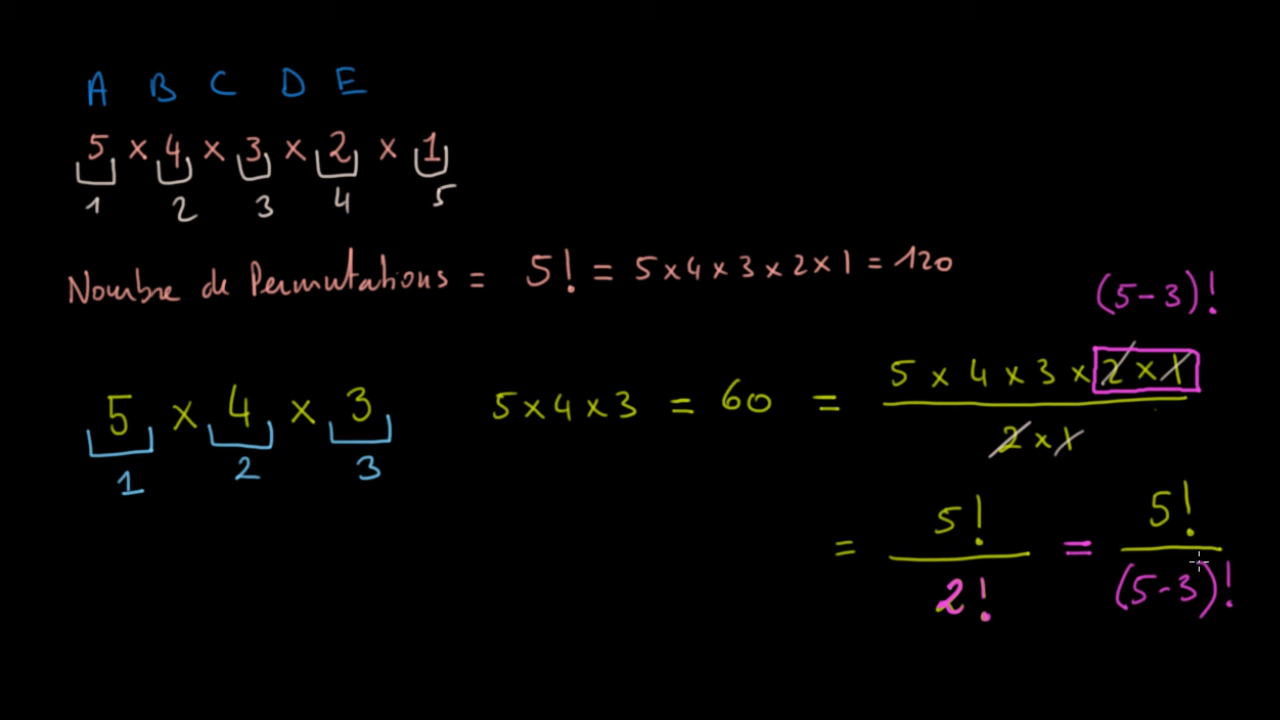 A B C D E
5 × 4 × 3 × 2 × 1
1 2 3 4 5
Nombre de Permutations = 5! = 5 × 4 × 3 × 2 × 1 = 120
(5-3)!
5 × 4 × 3 5 × 4 × 3 = 60 = 5 × 4 × 3 × 2 × 1
2 × 1
1 2 3
= 5! / 2! = 5! / (5-3)!